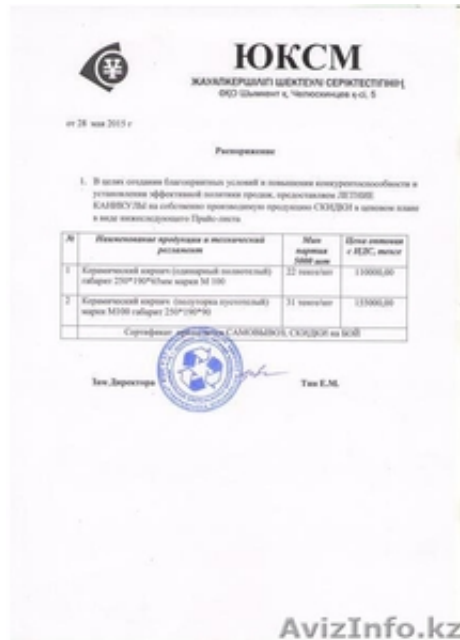 ЮКСМ
ЖАУАПКЕРШІЛІГІ ШЕКТЕУЛІ СЕРІКТЕСТІГІНІҢ
ОҚО Шымкент қ, Челюскинцев к-сі, 5
от 28 мая 2015 г
Распоряжение
1. В целях создания благоприятных условий и повышения конкурентоспособности и
установления эффективной политики продаж, предоставляем ЛЕТНИЕ
КАНИКУЛЫ на собственно производимую продукцию СКИДКИ в ценовом плане
в виде нижеследующего Прайс-листа
№ Наименование продукции и технический регламент Мин партия 5000 шт Цена оптовая с НДС, тенге
1 Керамический кирпич (одинарный полнотелый) габарит 250*190*65мм марки М 100 22 тенге/шт 110000,00
2 Керамический кирпич (полуторка пустотелый) марки М100 габарит 250*190*90 31 тенге/шт 155000,00
Сертификат САМОВЫВОЗ, СКИДКИ на БОЙ
Зам Директора Тин Е.М.
AvizInfo.kz